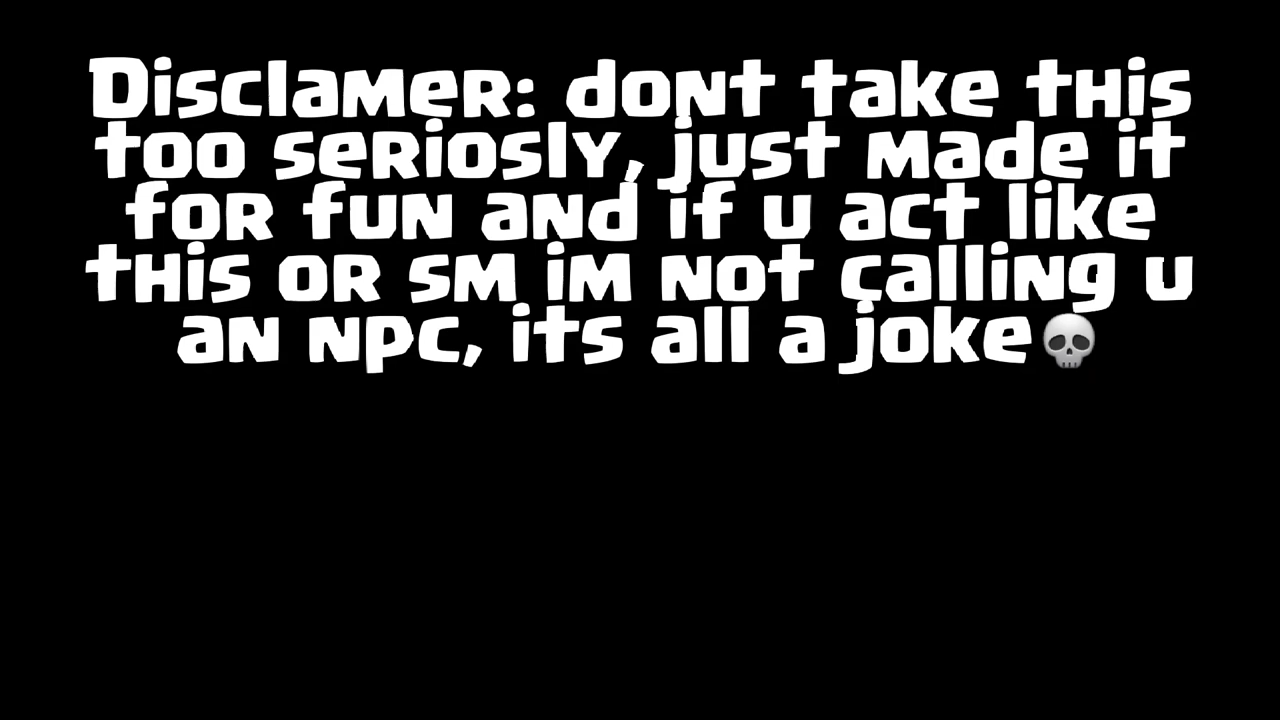 Disclamer: dont take this
too seriosly, just made it
for fun and if u act like
this or sm im not calling u
an npc, its all a joke💀